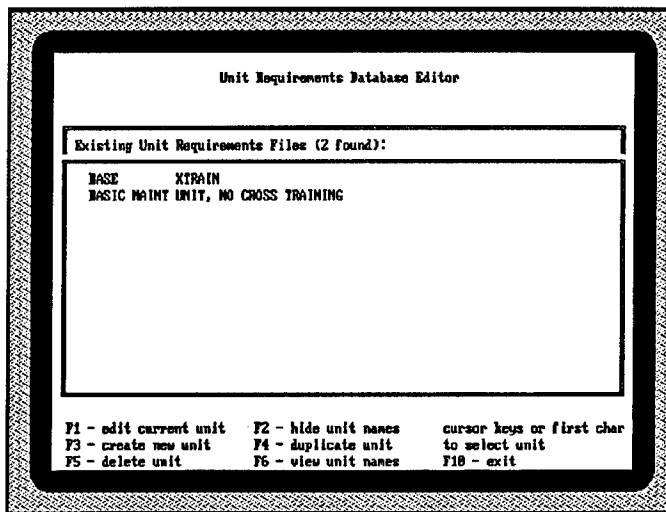 Unit Requirements Database Editor
Existing Unit Requirements Files (2 found):
BASE XTRAIN
BASIC MAINT UNIT, NO CROSS TRAINING
F1 - edit current unit F2 - hide unit names cursor keys or first char
F3 - create new unit F4 - duplicate unit to select unit
F5 - delete unit F6 - view unit names F10 - exit